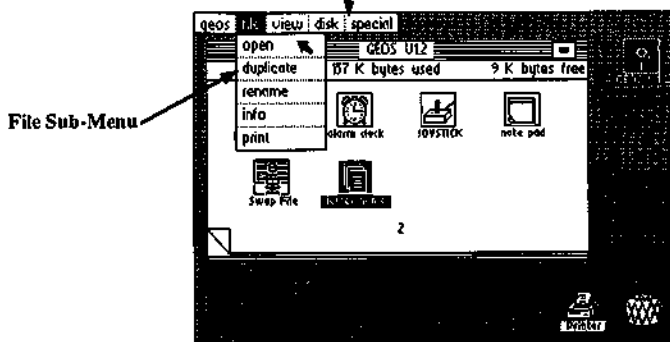 geos file view disk special
open
GEOS V1.2
duplicate
157 K bytes used
9 K bytes free
rename
info
print
File Sub-Menu
alarm clock
JOYSTICK
note pad
Swap File
2
Printer